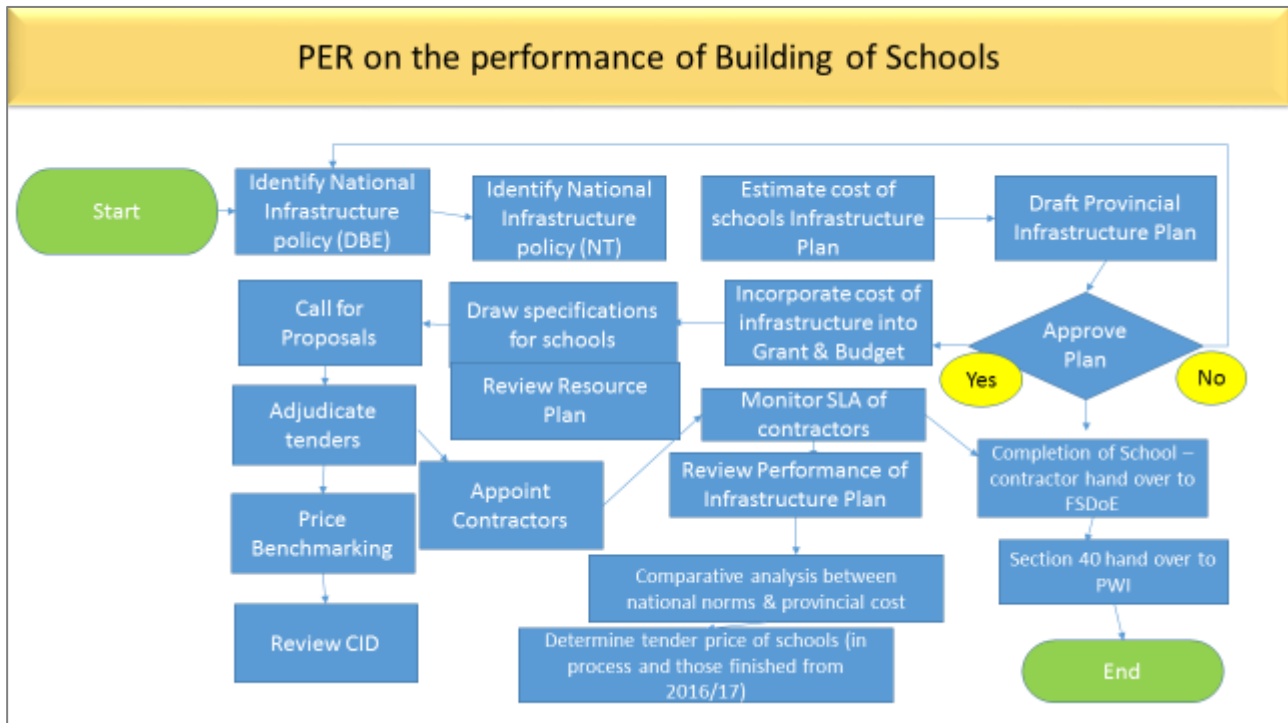 PER on the performance of Building of Schools
Start
Identify National
Infrastructure
policy (DBE)
Identify National
Infrastructure
policy (NT)
Estimate cost of
schools Infrastructure
Plan
Draft Provincial
Infrastructure Plan
Call for
Proposals
Draw specifications
for schools
Incorporate cost of
infrastructure into
Grant & Budget
Approve
Plan
Yes
No
Review Resource
Plan
Adjudicate
tenders
Monitor SLA of
contractors
Appoint
Contractors
Review Performance of
Infrastructure Plan
Completion of School –
contractor hand over to
FSDoE
Price
Benchmarking
Comparative analysis between
national norms & provincial cost
Section 40 hand over to
PWI
Review CID
Determine tender price of schools (in
process and those finished from
2016/17)
End